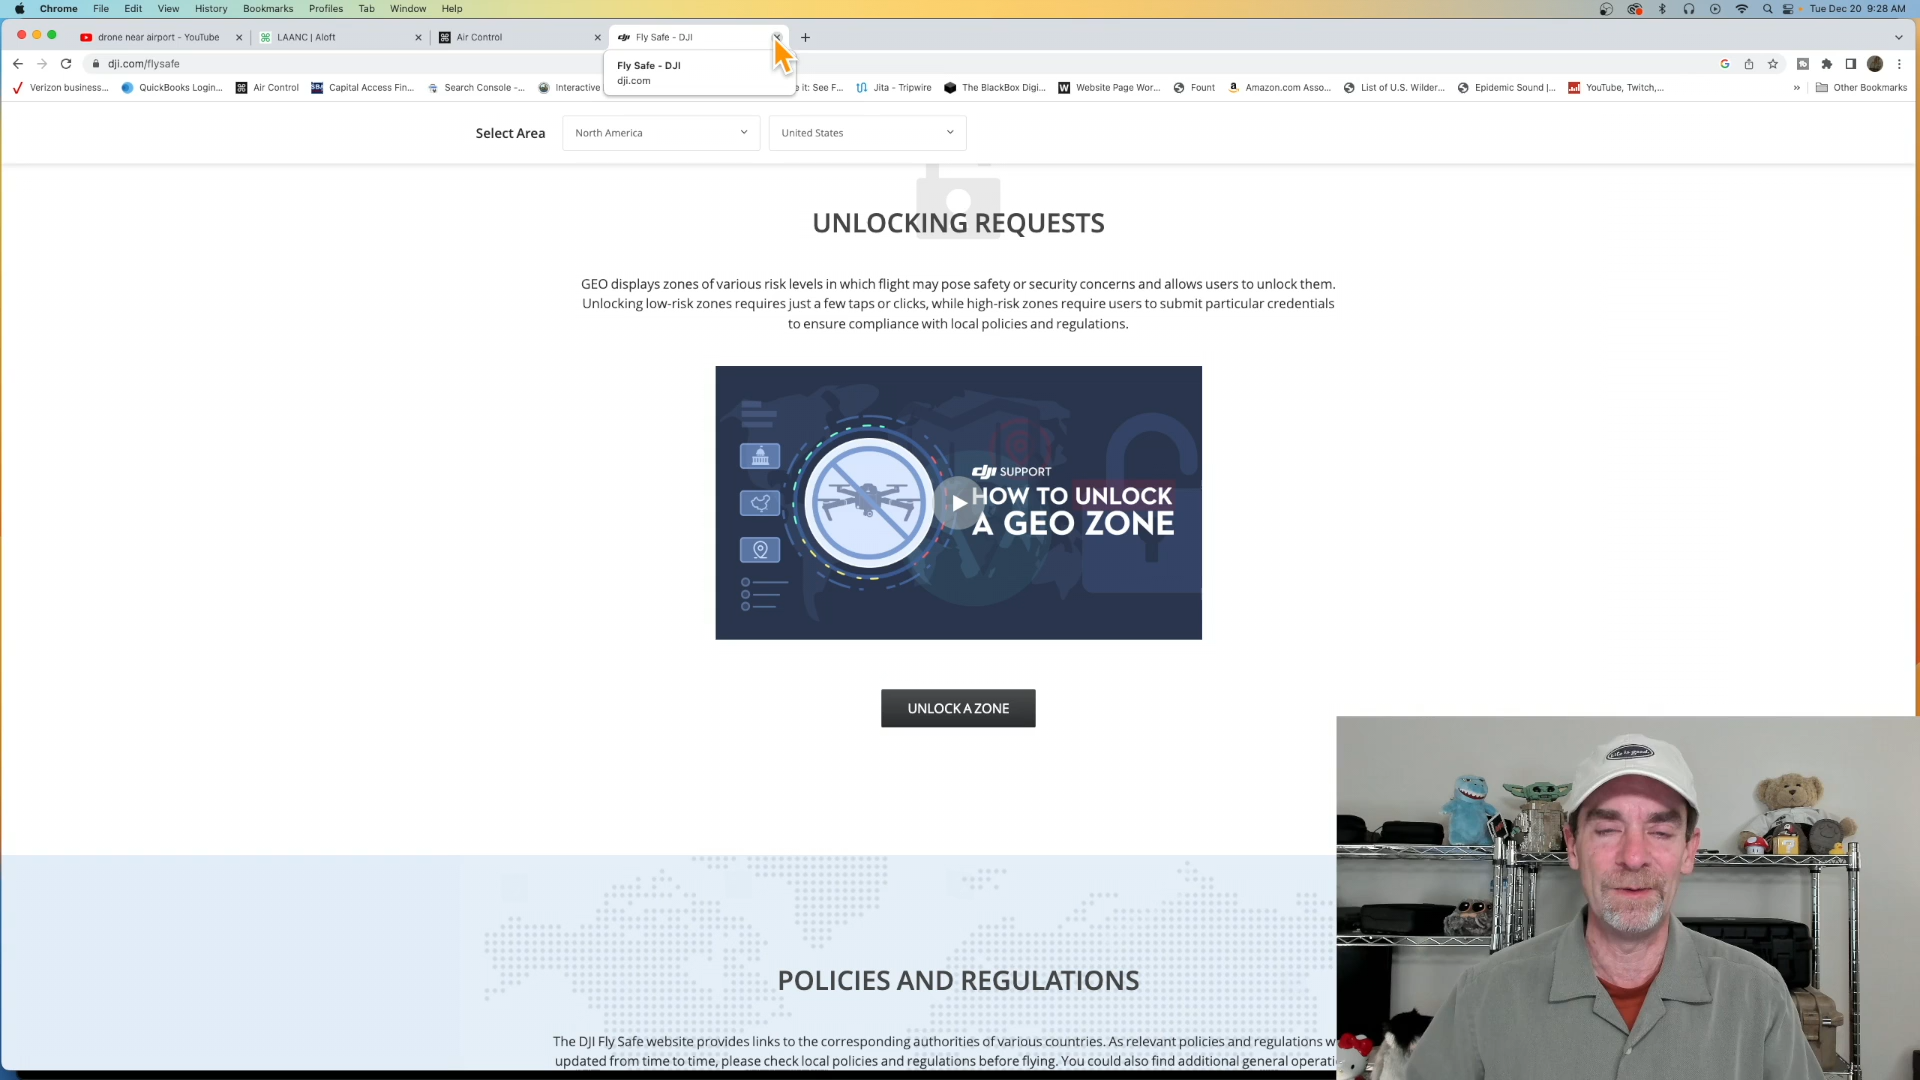 Chrome File Edit View History Bookmarks Profiles Tab Window Help Tue Dec 20 9:28 AM
drone near airport - YouTube LAANC | Aloft Air Control Fly Safe - DJI
dji.com/flysafe
Fly Safe - DJI
dji.com
Verizon business... QuickBooks Login... Air Control SBA Capital Access Fin... Search Console -... Interactive it: See F... Jita - Tripwire The BlackBox Digi... Website Page Wor... Fount Amazon.com Asso... List of U.S. Wilder... Epidemic Sound |... YouTube, Twitch,... » Other Bookmarks
Select Area North America United States
UNLOCKING REQUESTS
GEO displays zones of various risk levels in which flight may pose safety or security concerns and allows users to unlock them.
Unlocking low-risk zones requires just a few taps or clicks, while high-risk zones require users to submit particular credentials
to ensure compliance with local policies and regulations.
dji SUPPORT
HOW TO UNLOCK
A GEO ZONE
UNLOCK A ZONE
Life is good
POLICIES AND REGULATIONS
The DJI Fly Safe website provides links to the corresponding authorities of various countries. As relevant policies and regulations w
updated from time to time, please check local policies and regulations before flying. You could also find additional general operati